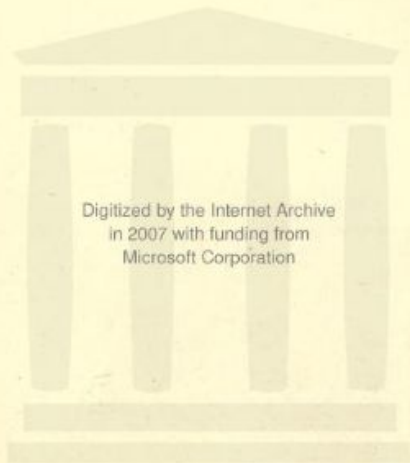 Digitized by the Internet Archive
in 2007 with funding from
Microsoft Corporation